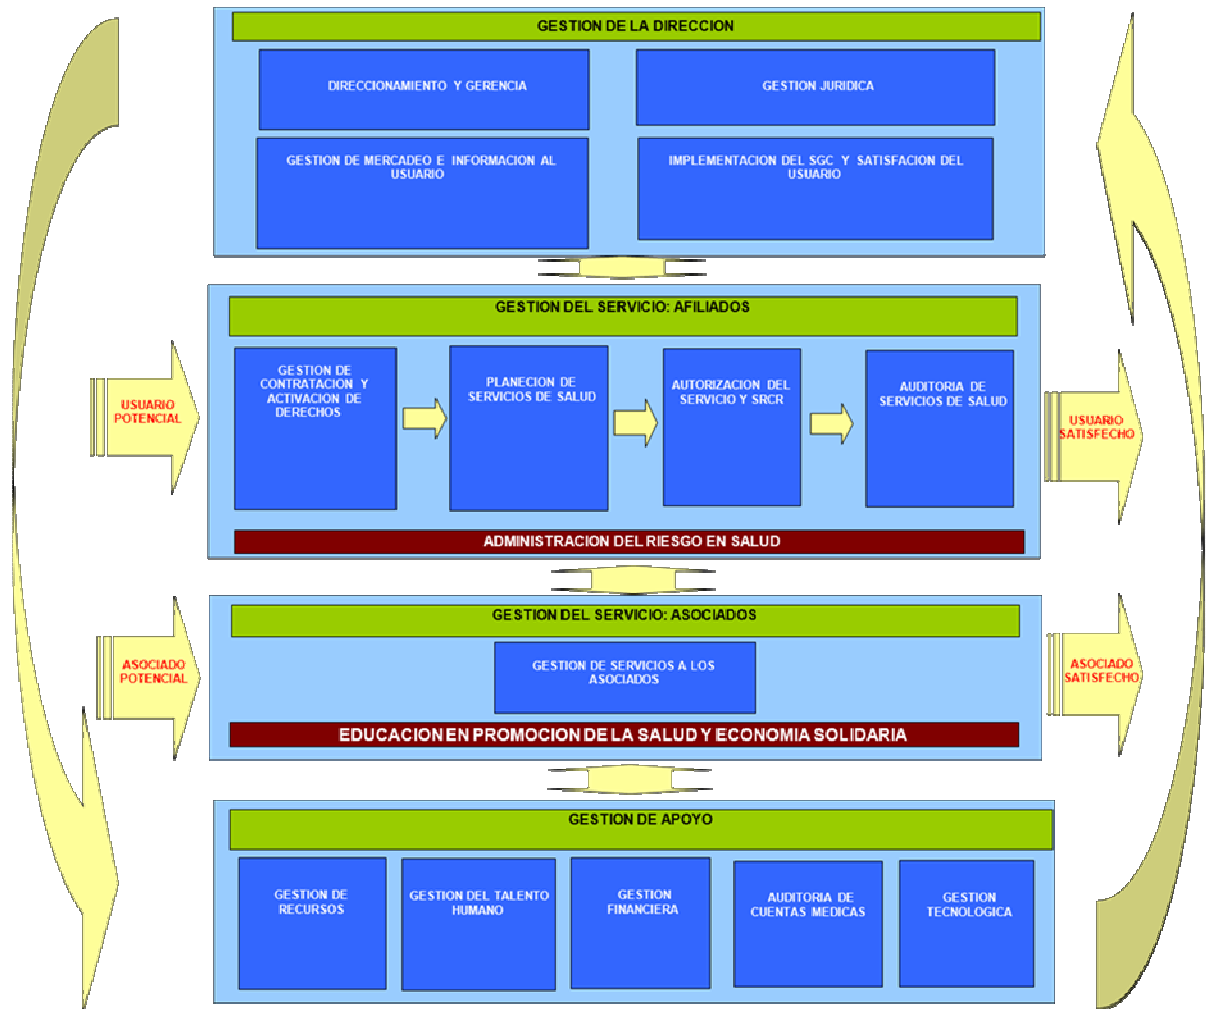 GESTION DE LA DIRECCION
DIRECCIONAMIENTO Y GERENCIA
GESTION JURIDICA
GESTION DE MERCADEO E INFORMACION AL
USUARIO
IMPLEMENTACION DEL SGC Y SATISFACION DEL
USUARIO
GESTION DEL SERVICIO: AFILIADOS
USUARIO
POTENCIAL
GESTION DE
CONTRATACION Y
ACTIVACION DE
DERECHOS
PLANECION DE
SERVICIOS DE SALUD
AUTORIZACION DEL
SERVICIO Y SRCR
AUDITORIA DE
SERVICIOS DE SALUD
USUARIO
SATISFECHO
ADMINISTRACION DEL RIESGO EN SALUD
GESTION DEL SERVICIO: ASOCIADOS
ASOCIADO
POTENCIAL
GESTION DE SERVICIOS A LOS
ASOCIADOS
ASOCIADO
SATISFECHO
EDUCACION EN PROMOCION DE LA SALUD Y ECONOMIA SOLIDARIA
GESTION DE APOYO
GESTION DE
RECURSOS
GESTION DEL TALENTO
HUMANO
GESTION
FINANCIERA
AUDITORIA DE
CUENTAS MEDICAS
GESTION
TECNOLOGICA